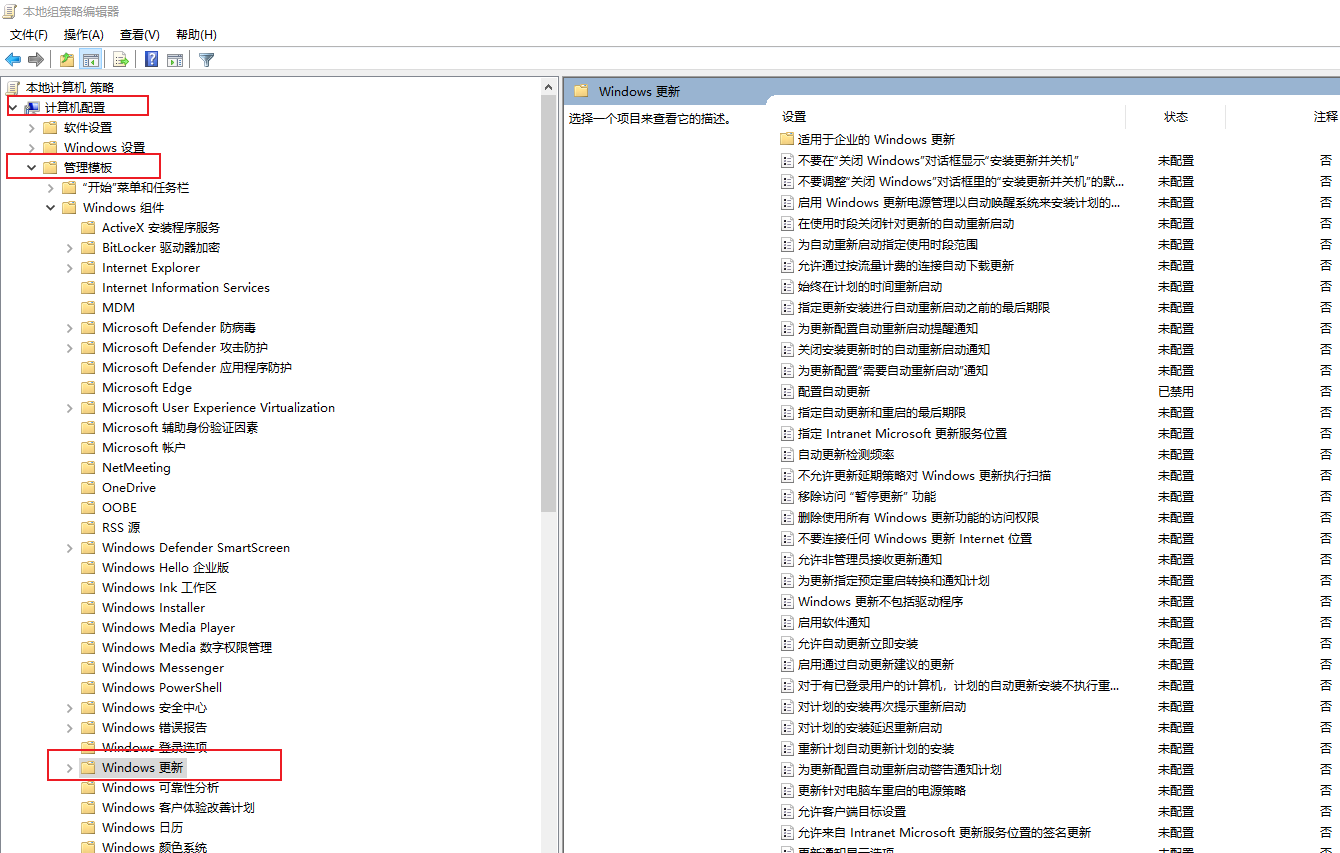 本地组策略编辑器
文件(F) 操作(A) 查看(V) 帮助(H)
本地计算机 策略
计算机配置
软件设置
Windows 设置
管理模板
"开始"菜单和任务栏
Windows 组件
ActiveX 安装程序服务
BitLocker 驱动器加密
Internet Explorer
Internet Information Services
MDM
Microsoft Defender 防病毒
Microsoft Defender 攻击防护
Microsoft Defender 应用程序防护
Microsoft Edge
Microsoft User Experience Virtualization
Microsoft 辅助身份验证因素
Microsoft 帐户
NetMeeting
OneDrive
OOBE
RSS 源
Windows Defender SmartScreen
Windows Hello 企业版
Windows Ink 工作区
Windows Installer
Windows Media Player
Windows Media 数字权限管理
Windows Messenger
Windows PowerShell
Windows 安全中心
Windows 错误报告
Windows 登录选项
Windows 更新
Windows 可靠性分析
Windows 客户体验改善计划
Windows 日历
Windows 颜色系统
Windows 更新
选择一个项目来查看它的描述。
设置 状态 注释
适用于企业的 Windows 更新
不要在"关闭 Windows"对话框显示"安装更新并关机" 未配置 否
不要调整"关闭 Windows"对话框里的"安装更新并关机"的默... 未配置 否
启用 Windows 更新电源管理以自动唤醒系统来安装计划的... 未配置 否
在使用时段关闭针对更新的自动重新启动 未配置 否
为自动重新启动指定使用时段范围 未配置 否
允许通过按流量计费的连接自动下载更新 未配置 否
始终在计划的时间重新启动 未配置 否
指定更新安装进行自动重新启动之前的最后期限 未配置 否
为更新配置自动重新启动提醒通知 未配置 否
关闭安装更新时的自动重新启动通知 未配置 否
为更新配置"需要自动重新启动"通知 未配置 否
配置自动更新 已禁用 否
指定自动更新和重启的最后期限 未配置 否
指定 Intranet Microsoft 更新服务位置 未配置 否
自动更新检测频率 未配置 否
不允许更新延期策略对 Windows 更新执行扫描 未配置 否
移除访问 "暂停更新" 功能 未配置 否
删除使用所有 Windows 更新功能的访问权限 未配置 否
不要连接任何 Windows 更新 Internet 位置 未配置 否
允许非管理员接收更新通知 未配置 否
为更新指定预定重启转换和通知计划 未配置 否
Windows 更新不包括驱动程序 未配置 否
启用软件通知 未配置 否
允许自动更新立即安装 未配置 否
启用通过自动更新建议的更新 未配置 否
对于有已登录用户的计算机，计划的自动更新安装不执行重... 未配置 否
对计划的安装再次提示重新启动 未配置 否
对计划的安装延迟重新启动 未配置 否
重新计划自动更新计划的安装 未配置 否
为更新配置自动重新启动警告通知计划 未配置 否
更新针对电脑车重启的电源策略 未配置 否
允许客户端目标设置 未配置 否
允许来自 Intranet Microsoft 更新服务位置的签名更新 未配置 否
更新通知显示选项 未配置 否